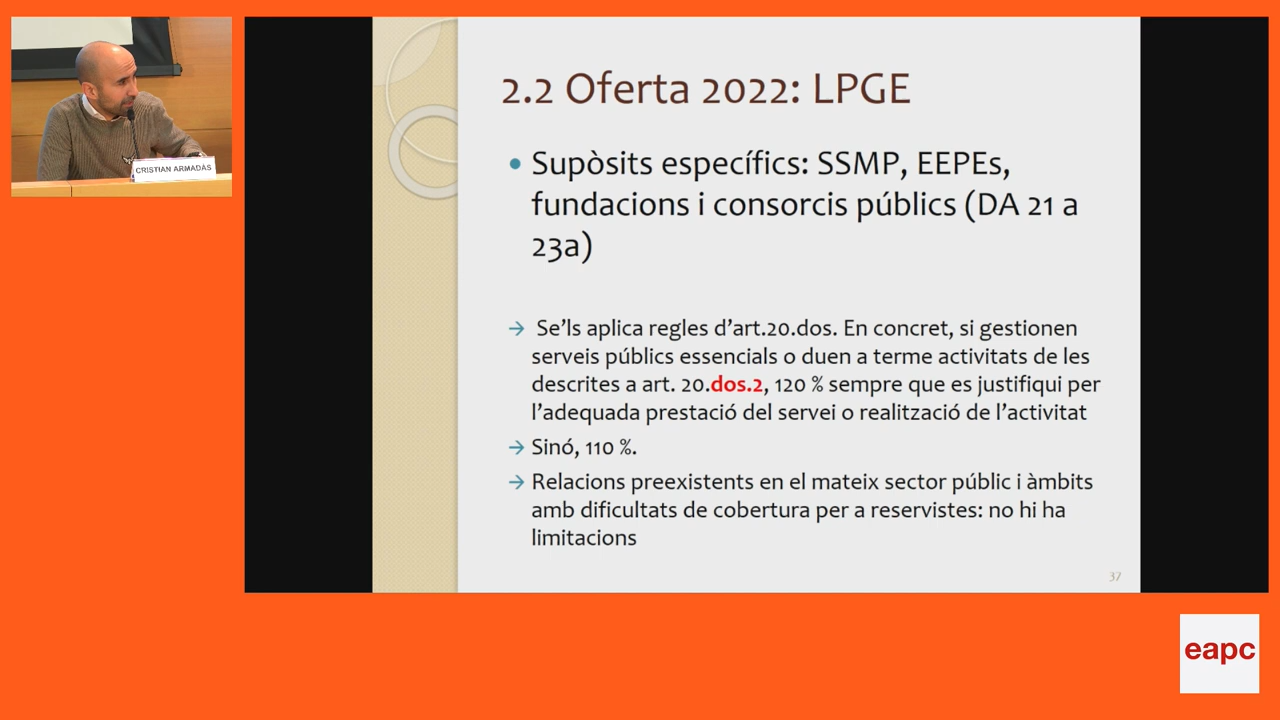 CRISTIAN ARMADÀS
2.2 Oferta 2022: LPGE
• Supòsits específics: SSMP, EEPEs,
fundacions i consorcis públics (DA 21 a
23a)
→ Se'ls aplica regles d'art.20.dos. En concret, si gestionen
serveis públics essencials o duen a terme activitats de les
descrites a art. 20.dos.2, 120 % sempre que es justifiqui per
l'adequada prestació del servei o realització de l'activitat
→ Sinó, 110 %.
→ Relacions preexistents en el mateix sector públic i àmbits
amb dificultats de cobertura per a reservistes: no hi ha
limitacions
37
eapc